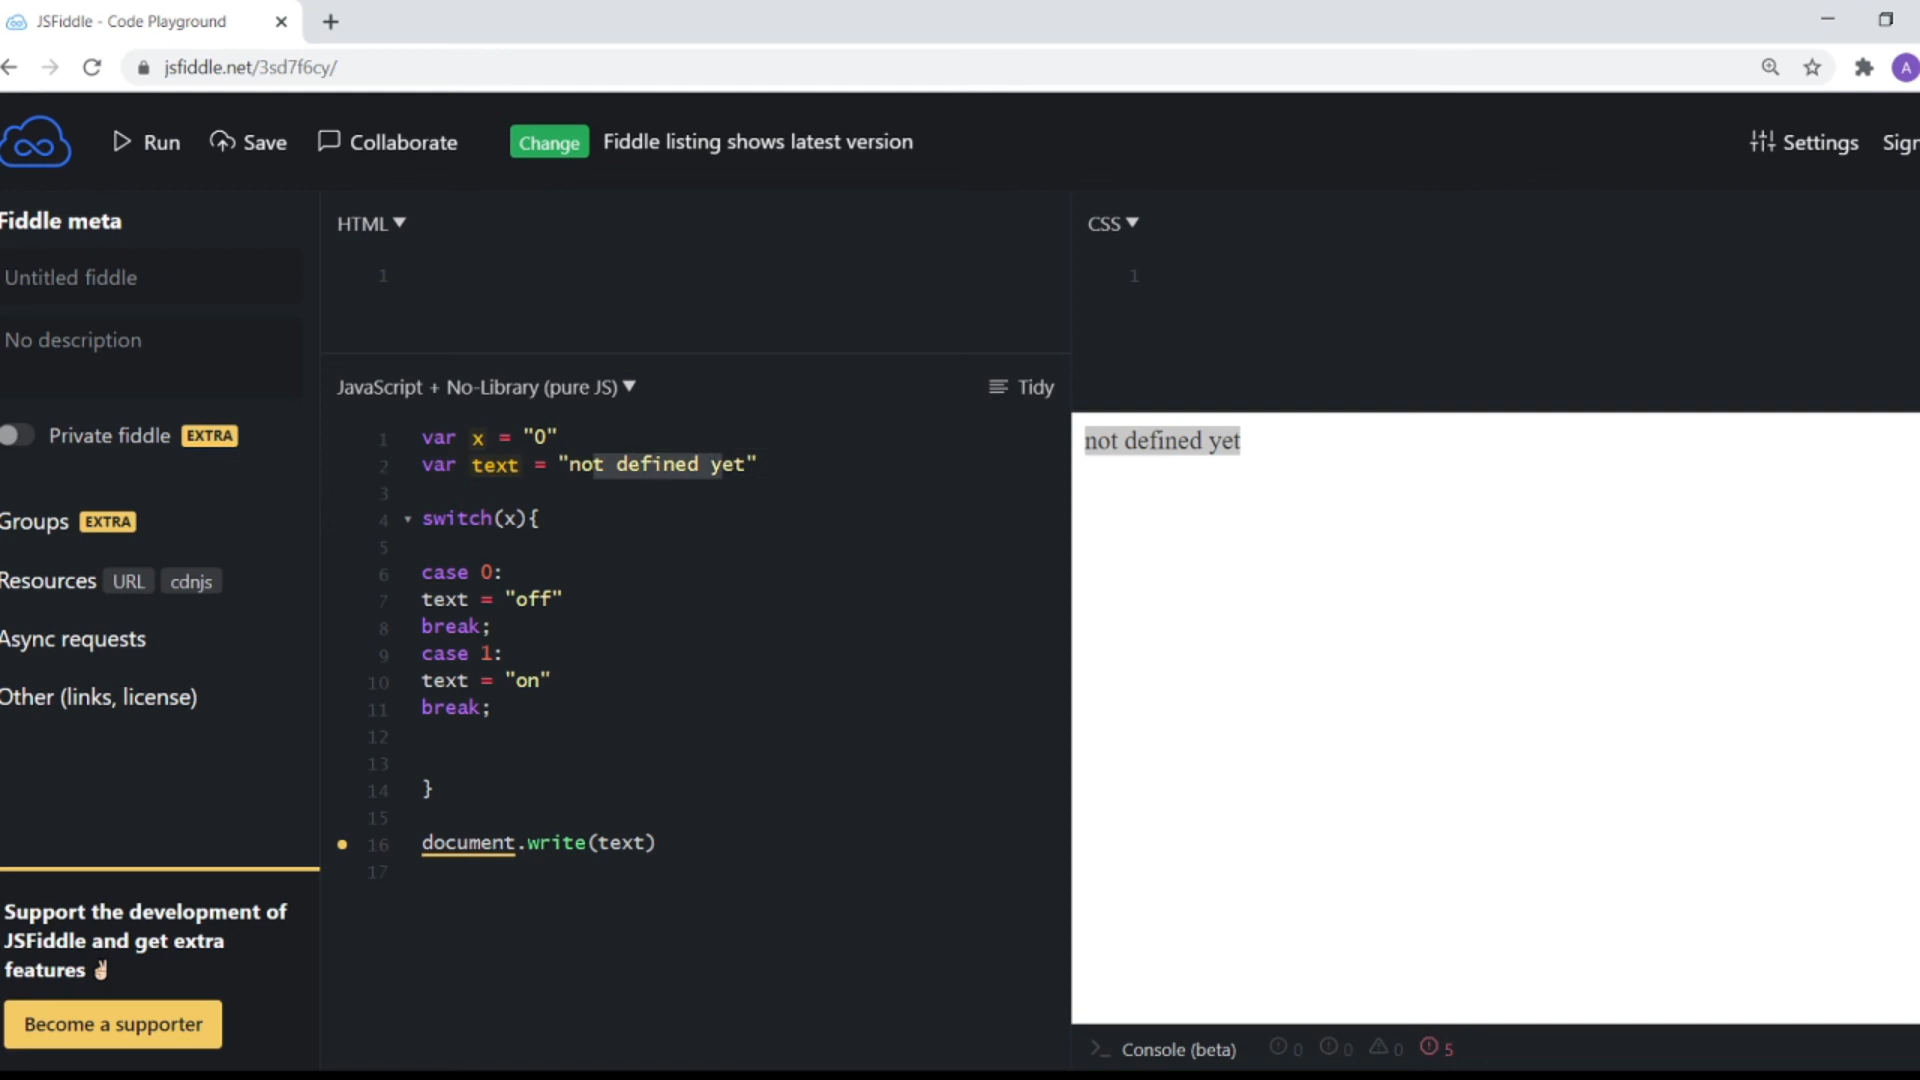 JSFiddle - Code Playground
jsfiddle.net/3sd7f6cy/
A
Run
Save
Collaborate
Change
Fiddle listing shows latest version
Settings
Sign
Fiddle meta
Untitled fiddle
No description
Private fiddle EXTRA
Groups EXTRA
Resources URL cdnjs
Async requests
Other (links, license)
Support the development of
JSFiddle and get extra
features ✌🏻
Become a supporter
HTML ▼
1
CSS ▼
1
JavaScript + No-Library (pure JS) ▼
Tidy
1 var x = "0"
2 var text = "not defined yet"
3
4 switch(x){
5
6 case 0:
7 text = "off"
8 break;
9 case 1:
10 text = "on"
11 break;
12
13
14 }
15
16 document.write(text)
17
not defined yet
>_ Console (beta) 0 0 0 5